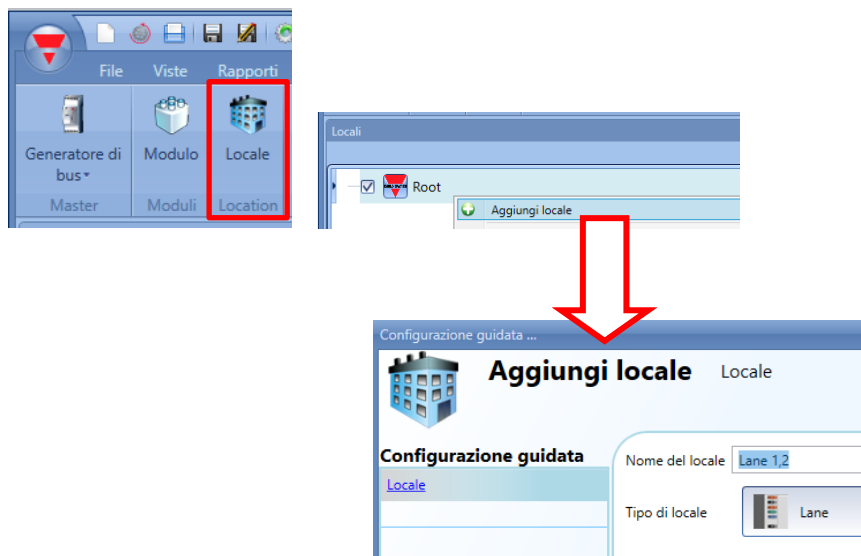 File Viste Rapporti
Generatore di bus
Modulo
Locale
Master
Moduli
Location
Locali
Root
Aggiungi locale
Configurazione guidata ...
Aggiungi locale Locale
Configurazione guidata
Locale
Nome del locale Lane 1,2
Tipo di locale Lane